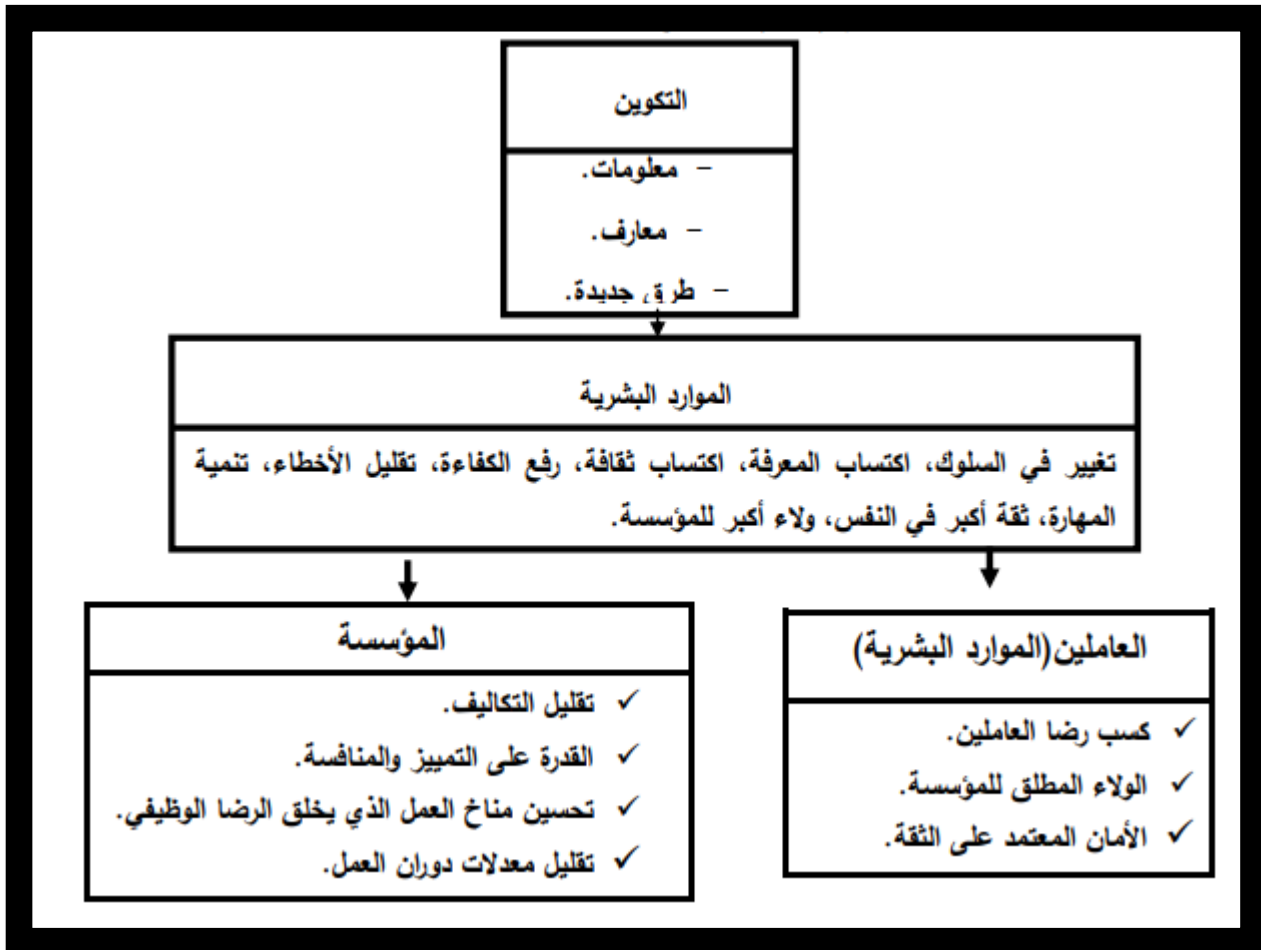 التكوين
– معلومات.
– معارف.
– طرق جديدة.
الموارد البشرية
تغيير في السلوك، اكتساب المعرفة، اكتساب ثقافة، رفع الكفاءة، تقليل الأخطاء، تنمية
المهارة، ثقة أكبر في النفس، ولاء أكبر للمؤسسة.
العاملين(الموارد البشرية)
✓ كسب رضا العاملين.
✓ الولاء المطلق للمؤسسة.
✓ الأمان المعتمد على الثقة.
المؤسسة
✓ تقليل التكاليف.
✓ القدرة على التمييز والمنافسة.
✓ تحسين مناخ العمل الذي يخلق الرضا الوظيفي.
✓ تقليل معدلات دوران العمل.